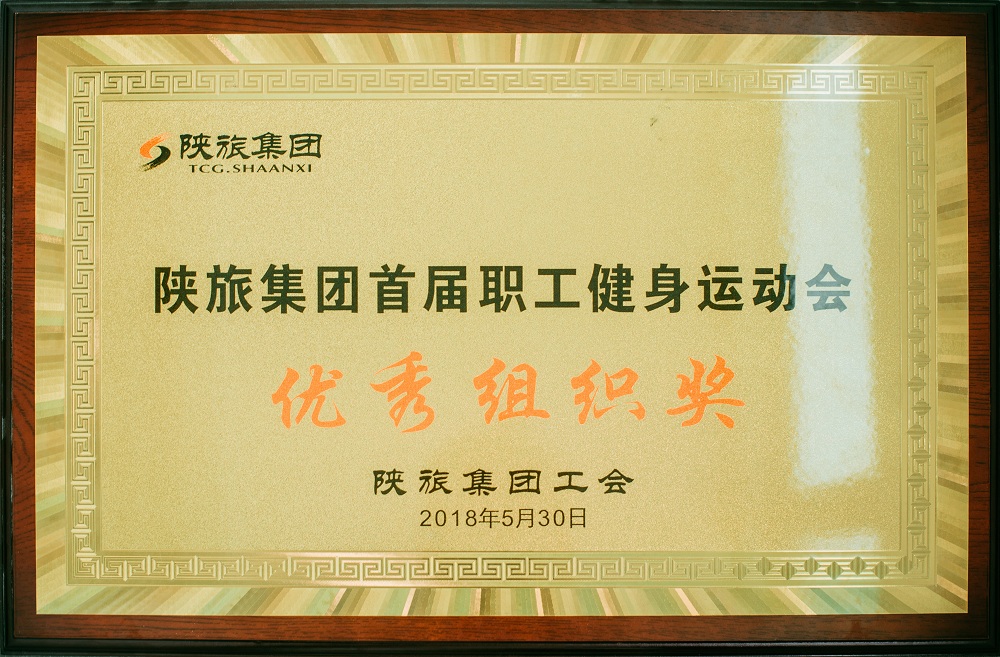 陕旅集团
TCG.SHAANXI
陕旅集团首届职工健身运动会
优秀组织奖
陕旅集团工会
2018年5月30日